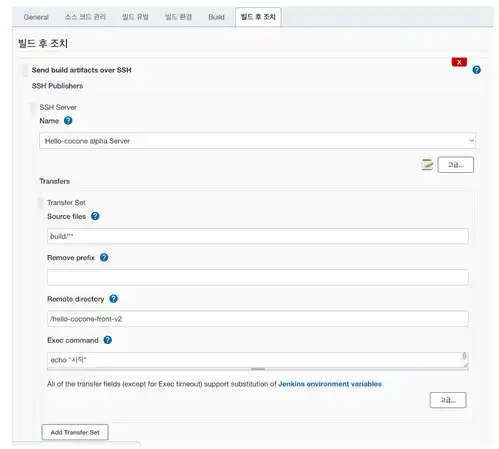 General 소스 코드 관리 빌드 유발 빌드 환경 Build 빌드 후 조치
빌드 후 조치
X
Send build artifacts over SSH ?
SSH Publishers
SSH Server
Name ?
Hello-cocone alpha Server
고급...
Transfers
Transfer Set
Source files ?
build/**
Remove prefix ?
Remote directory ?
/hello-cocone-front-v2
Exec command ?
echo "시작"
All of the transfer fields (except for Exec timeout) support substitution of Jenkins environment variables
고급...
Add Transfer Set